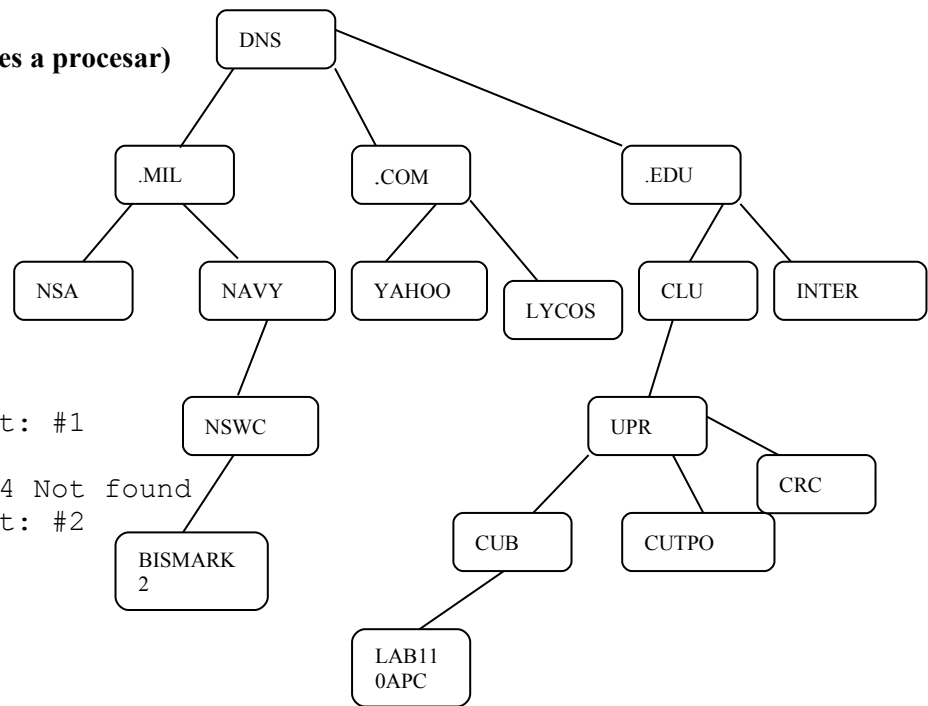 DNS
es a procesar)
.MIL
.COM
.EDU
NSA
NAVY
YAHOO
LYCOS
CLU
INTER
t: #1
NSWC
UPR
4 Not found
CRC
t: #2
CUB
CUTPO
BISMARK
2
LAB11
0APC